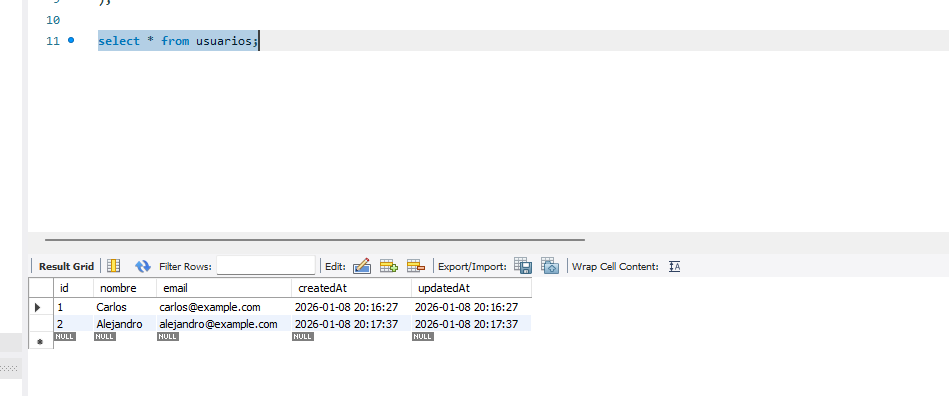 );
10
11 select * from usuarios;
Result Grid Filter Rows: Edit: Export/Import: Wrap Cell Content:
id nombre email createdAt updatedAt
1 Carlos carlos@example.com 2026-01-08 20:16:27 2026-01-08 20:16:27
2 Alejandro alejandro@example.com 2026-01-08 20:17:37 2026-01-08 20:17:37
NULL NULL NULL NULL NULL